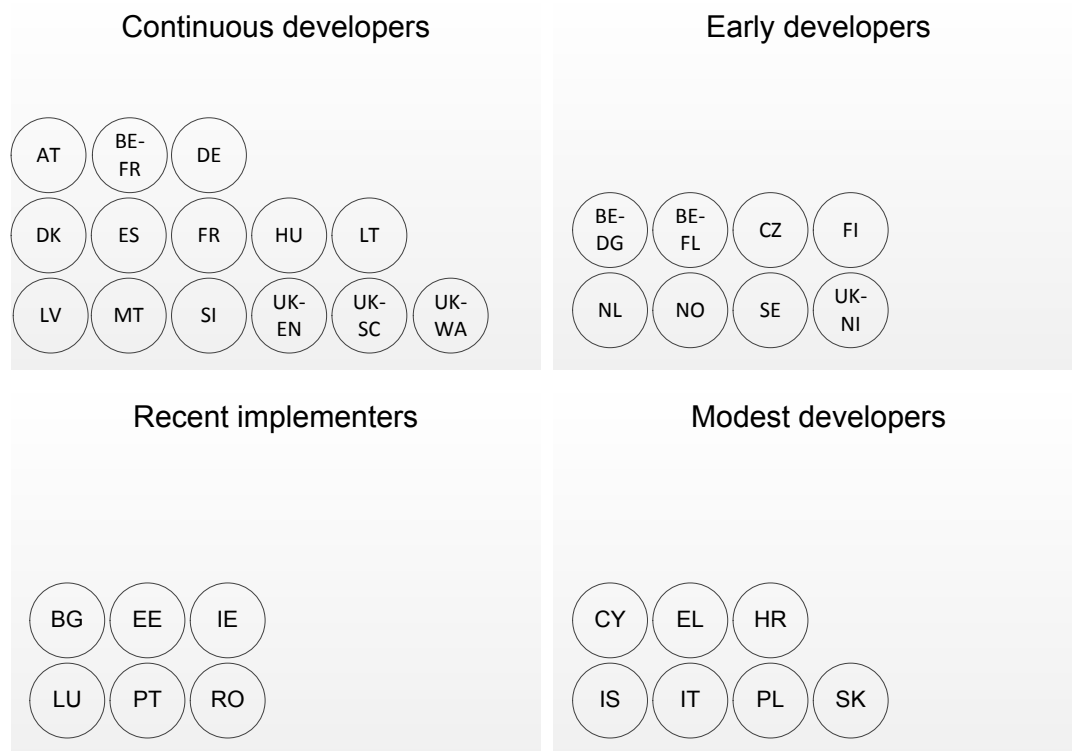 Continuous developers
AT
BE-
FR
DE
DK
ES
FR
HU
LT
LV
MT
SI
UK-
EN
UK-
SC
UK-
WA
Early developers
BE-
DG
BE-
FL
CZ
FI
NL
NO
SE
UK-
NI
Recent implementers
BG
EE
IE
LU
PT
RO
Modest developers
CY
EL
HR
IS
IT
PL
SK